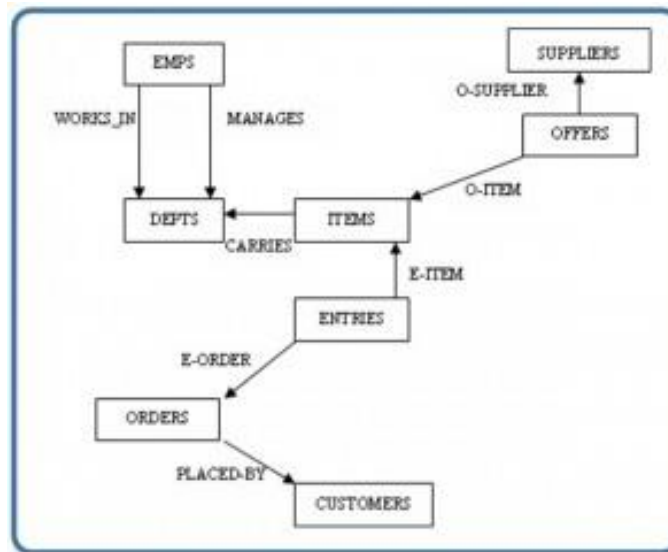 SUPPLIERS
EMPS
O-SUPPLIER
WORKS_IN
MANAGES
OFFERS
O-ITEM
DEPTS
ITEMS
CARRIES
E-ITEM
ENTRIES
E-ORDER
ORDERS
PLACED-BY
CUSTOMERS